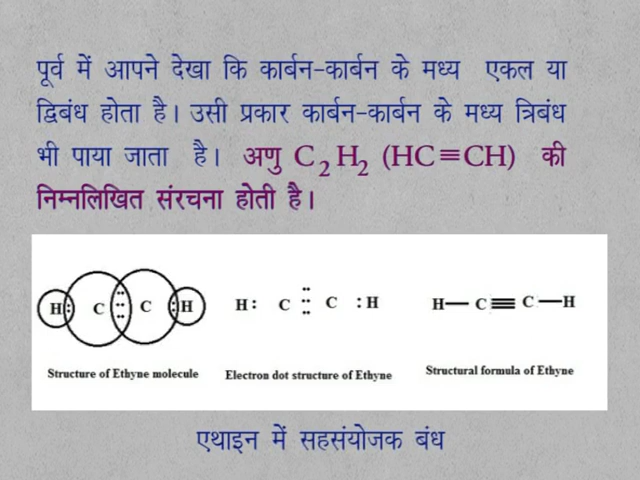 पूर्व में आपने देखा कि कार्बन-कार्बन के मध्य एकल या
द्विबंध होता है। उसी प्रकार कार्बन-कार्बन के मध्य त्रिबंध
भी पाया जाता है। अणु C₂H₂ (HC≡CH) की
निम्नलिखित संरचना होती है।
H: C :: C :H
H: C ⋮⋮ C :H
H—C≡C—H
Structure of Ethyne molecule
Electron dot structure of Ethyne
Structural formula of Ethyne
एथाइन में सहसंयोजक बंध